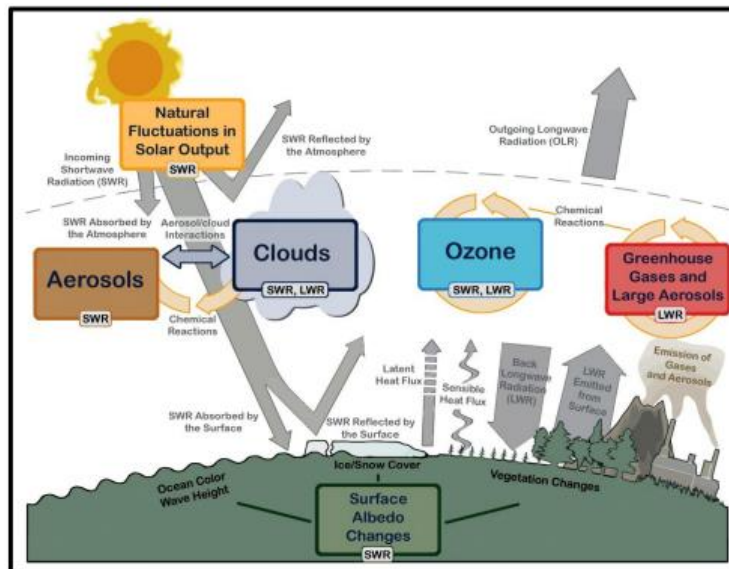 Natural
Fluctuations in
Solar Output
SWR
Incoming
Shortwave
Radiation (SWR)
SWR Reflected by
the Atmosphere
Outgoing Longwave
Radiation (OLR)
SWR Absorbed by
the Atmosphere
Aerosol/cloud
Interactions
Aerosols
SWR
Clouds
SWR, LWR
Chemical
Reactions
Ozone
SWR, LWR
Chemical
Reactions
Greenhouse
Gases and
Large Aerosols
LWR
SWR Absorbed by
the Surface
SWR Reflected by
the Surface
Latent
Heat Flux
Sensible
Heat Flux
Back
Longwave
Radiation
(LWR)
LWR
Emitted
from
Surface
Emission of
Gases
and Aerosols
Ocean Color
Wave Height
Ice/Snow Cover
Vegetation Changes
Surface
Albedo
Changes
SWR